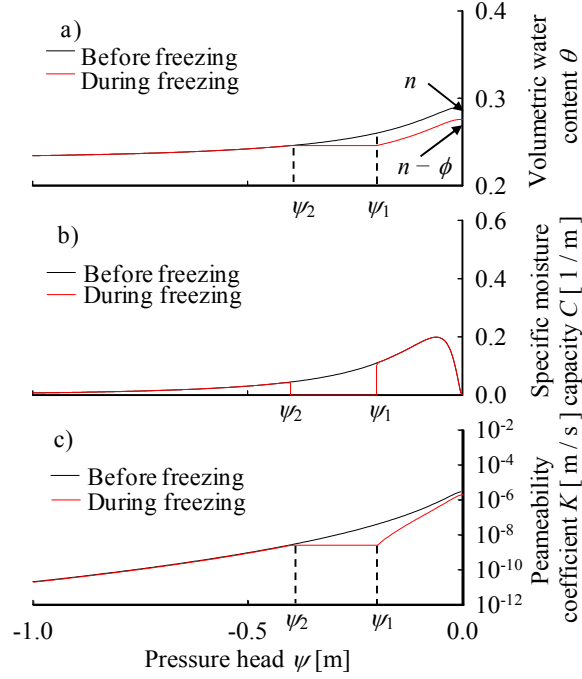 a)
Before freezing
During freezing
0.4
0.3
0.2
n
n − ϕ
ψ2
ψ1
Volumetric water
content θ
b)
Before freezing
During freezing
0.6
0.4
0.2
0.0
ψ2
ψ1
Specific moisture
capacity C [ 1 / m ]
c)
Before freezing
During freezing
10-2
10-4
10-6
10-8
10-10
10-12
ψ2
ψ1
Peameability
coefficient K [ m / s ]
-1.0
-0.5
0.0
Pressure head ψ [m]